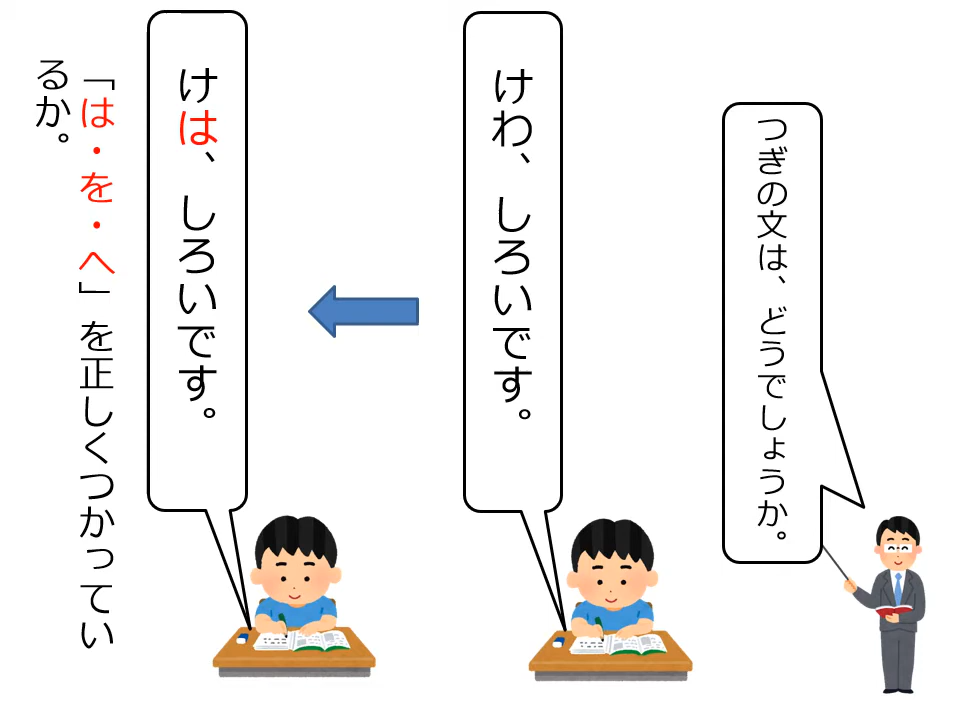 つぎの文は、どうでしょうか。
けわ、しろいです。
けは、しろいです。
「は・を・へ」を正しくつかってい
るか。